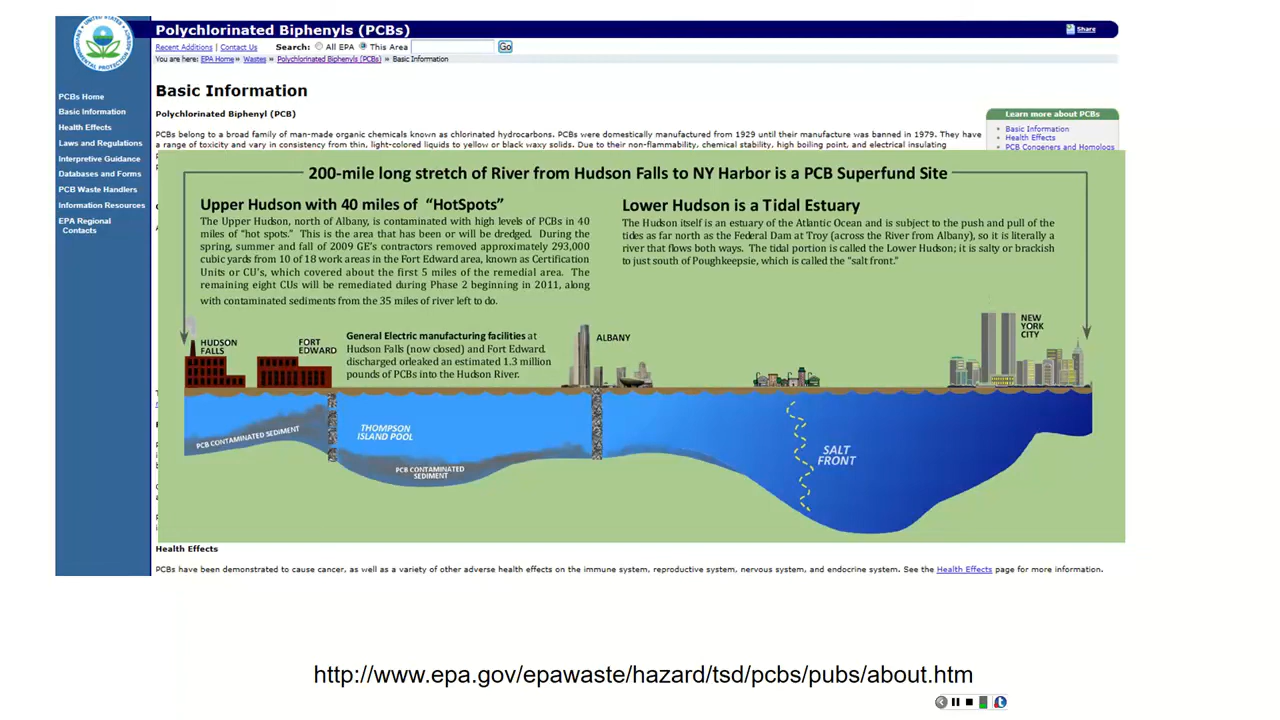 Polychlorinated Biphenyls (PCBs)
Share
Recent Additions | Contact Us Search: All EPA This Area Go
You are here: EPA Home » Wastes » Polychlorinated Biphenyls (PCBs) » Basic Information
PCBs Home
Basic Information
Health Effects
Laws and Regulations
Interpretive Guidance
Databases and Forms
PCB Waste Handlers
Information Resources
EPA Regional
Contacts
Basic Information
Polychlorinated Biphenyl (PCB)
PCBs belong to a broad family of man-made organic chemicals known as chlorinated hydrocarbons. PCBs were domestically manufactured from 1929 until their manufacture was banned in 1979. They have
a range of toxicity and vary in consistency from thin, light-colored liquids to yellow or black waxy solids. Due to their non-flammability, chemical stability, high boiling point, and electrical insulating
Learn more about PCBs
Basic Information
Health Effects
PCB Congeners and Homologs
200-mile long stretch of River from Hudson Falls to NY Harbor is a PCB Superfund Site
Upper Hudson with 40 miles of "HotSpots"
The Upper Hudson, north of Albany, is contaminated with high levels of PCBs in 40
miles of "hot spots." This is the area that has been or will be dredged. During the
spring, summer and fall of 2009 GE's contractors removed approximately 293,000
cubic yards from 10 of 18 work areas in the Fort Edward area, known as Certification
Units or CU's, which covered about the first 5 miles of the remedial area. The
remaining eight CUs will be remediated during Phase 2 beginning in 2011, along
with contaminated sediments from the 35 miles of river left to do.
Lower Hudson is a Tidal Estuary
The Hudson itself is an estuary of the Atlantic Ocean and is subject to the push and pull of the
tides as far north as the Federal Dam at Troy (across the River from Albany), so it is literally a
river that flows both ways. The tidal portion is called the Lower Hudson; it is salty or brackish
to just south of Poughkeepsie, which is called the "salt front."
HUDSON
FALLS
FORT
EDWARD
General Electric manufacturing facilities at
Hudson Falls (now closed) and Fort Edward.
discharged orleaked an estimated 1.3 million
pounds of PCBs into the Hudson River.
ALBANY
NEW
YORK
CITY
PCB CONTAMINATED SEDIMENT
THOMPSON
ISLAND POOL
PCB CONTAMINATED
SEDIMENT
SALT
FRONT
Health Effects
PCBs have been demonstrated to cause cancer, as well as a variety of other adverse health effects on the immune system, reproductive system, nervous system, and endocrine system. See the Health Effects page for more information.
http://www.epa.gov/epawaste/hazard/tsd/pcbs/pubs/about.htm